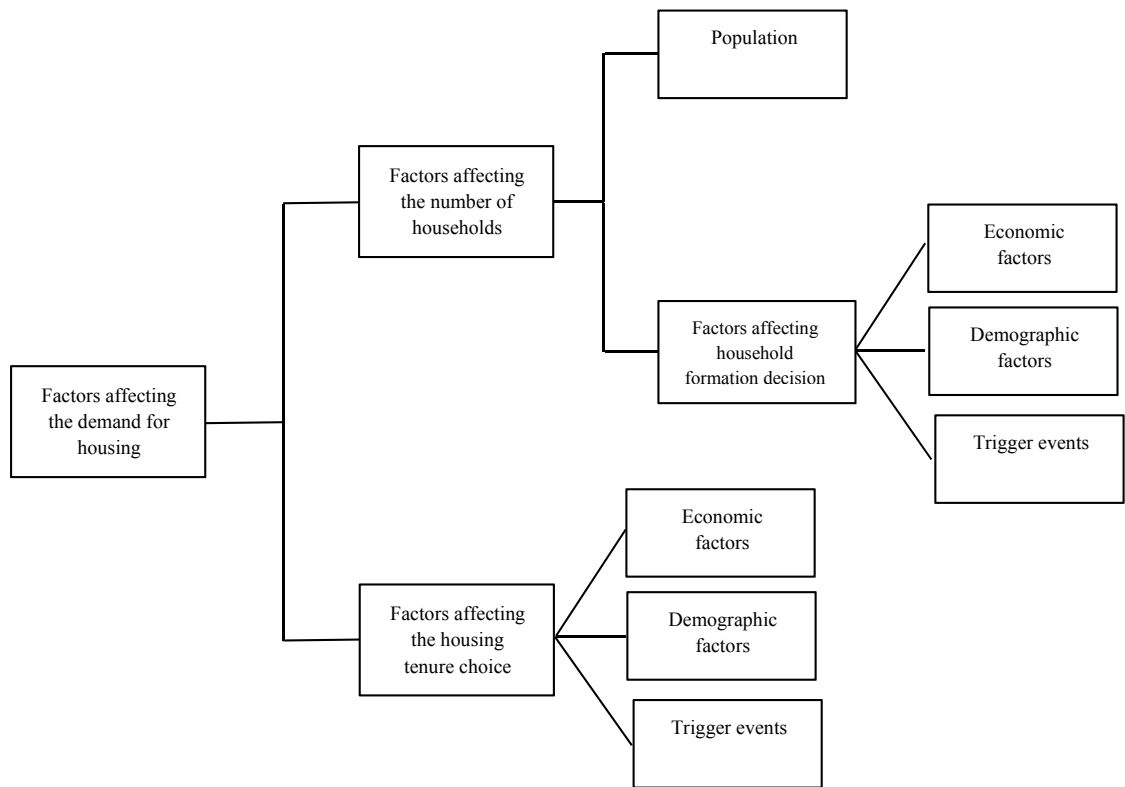 Population
Factors affecting
the number of
households
Economic
factors
Factors affecting
household
formation decision
Demographic
factors
Trigger events
Factors affecting
the demand for
housing
Economic
factors
Factors affecting
the housing
tenure choice
Demographic
factors
Trigger events